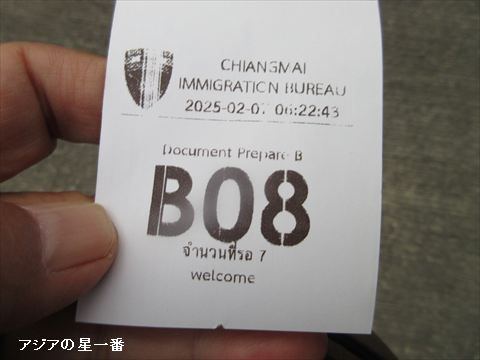 CHIANGMAI
IMMIGRATION BUREAU
2025-02-07 06:22:43
Document Prepare B
B08
จำนวนที่รอ 7
welcome
アジアの星一番